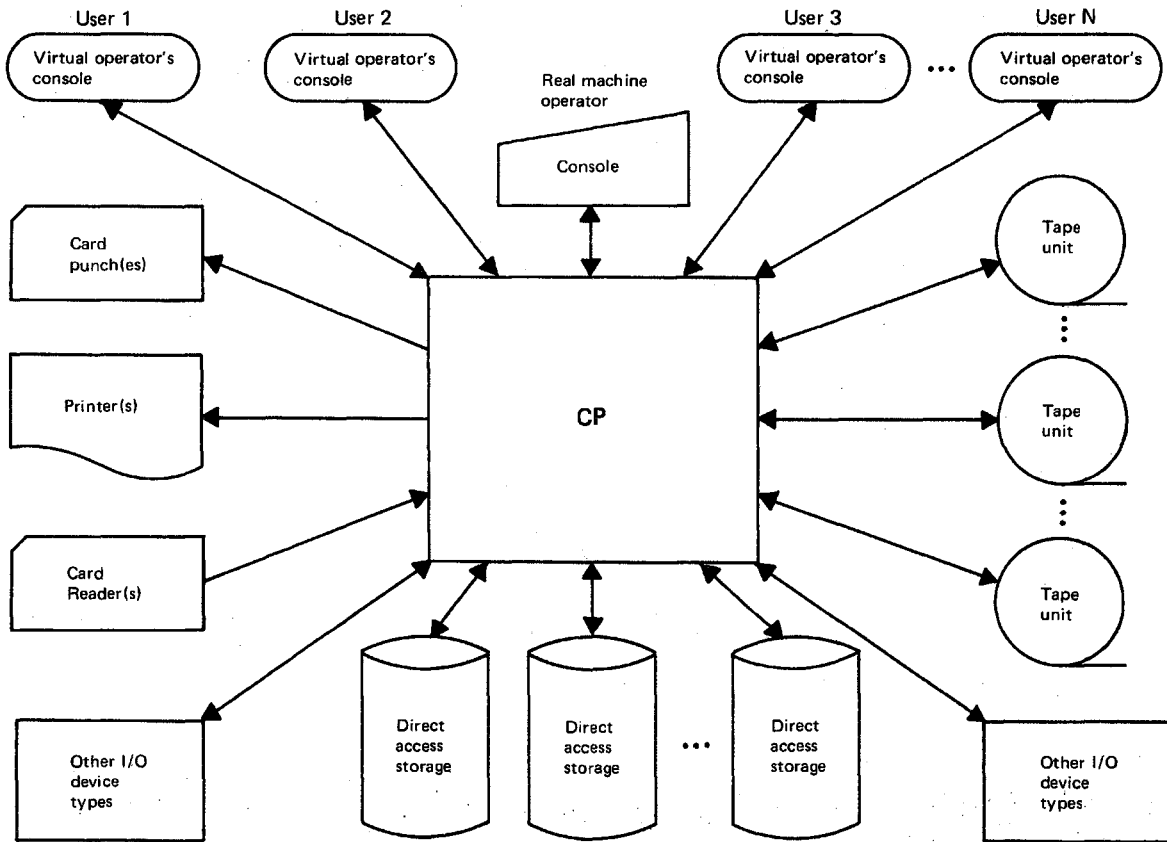 User 1
User 2
User 3
User N
Virtual operator's
console
Virtual operator's
console
Virtual operator's
console
...
Virtual operator's
console
Real machine
operator
Console
Card
punch(es)
Printer(s)
Card
Reader(s)
Other I/O
device
types
CP
Tape
unit
...
Tape
unit
...
Tape
unit
Direct
access
storage
Direct
access
storage
...
Direct
access
storage
Other I/O
device
types